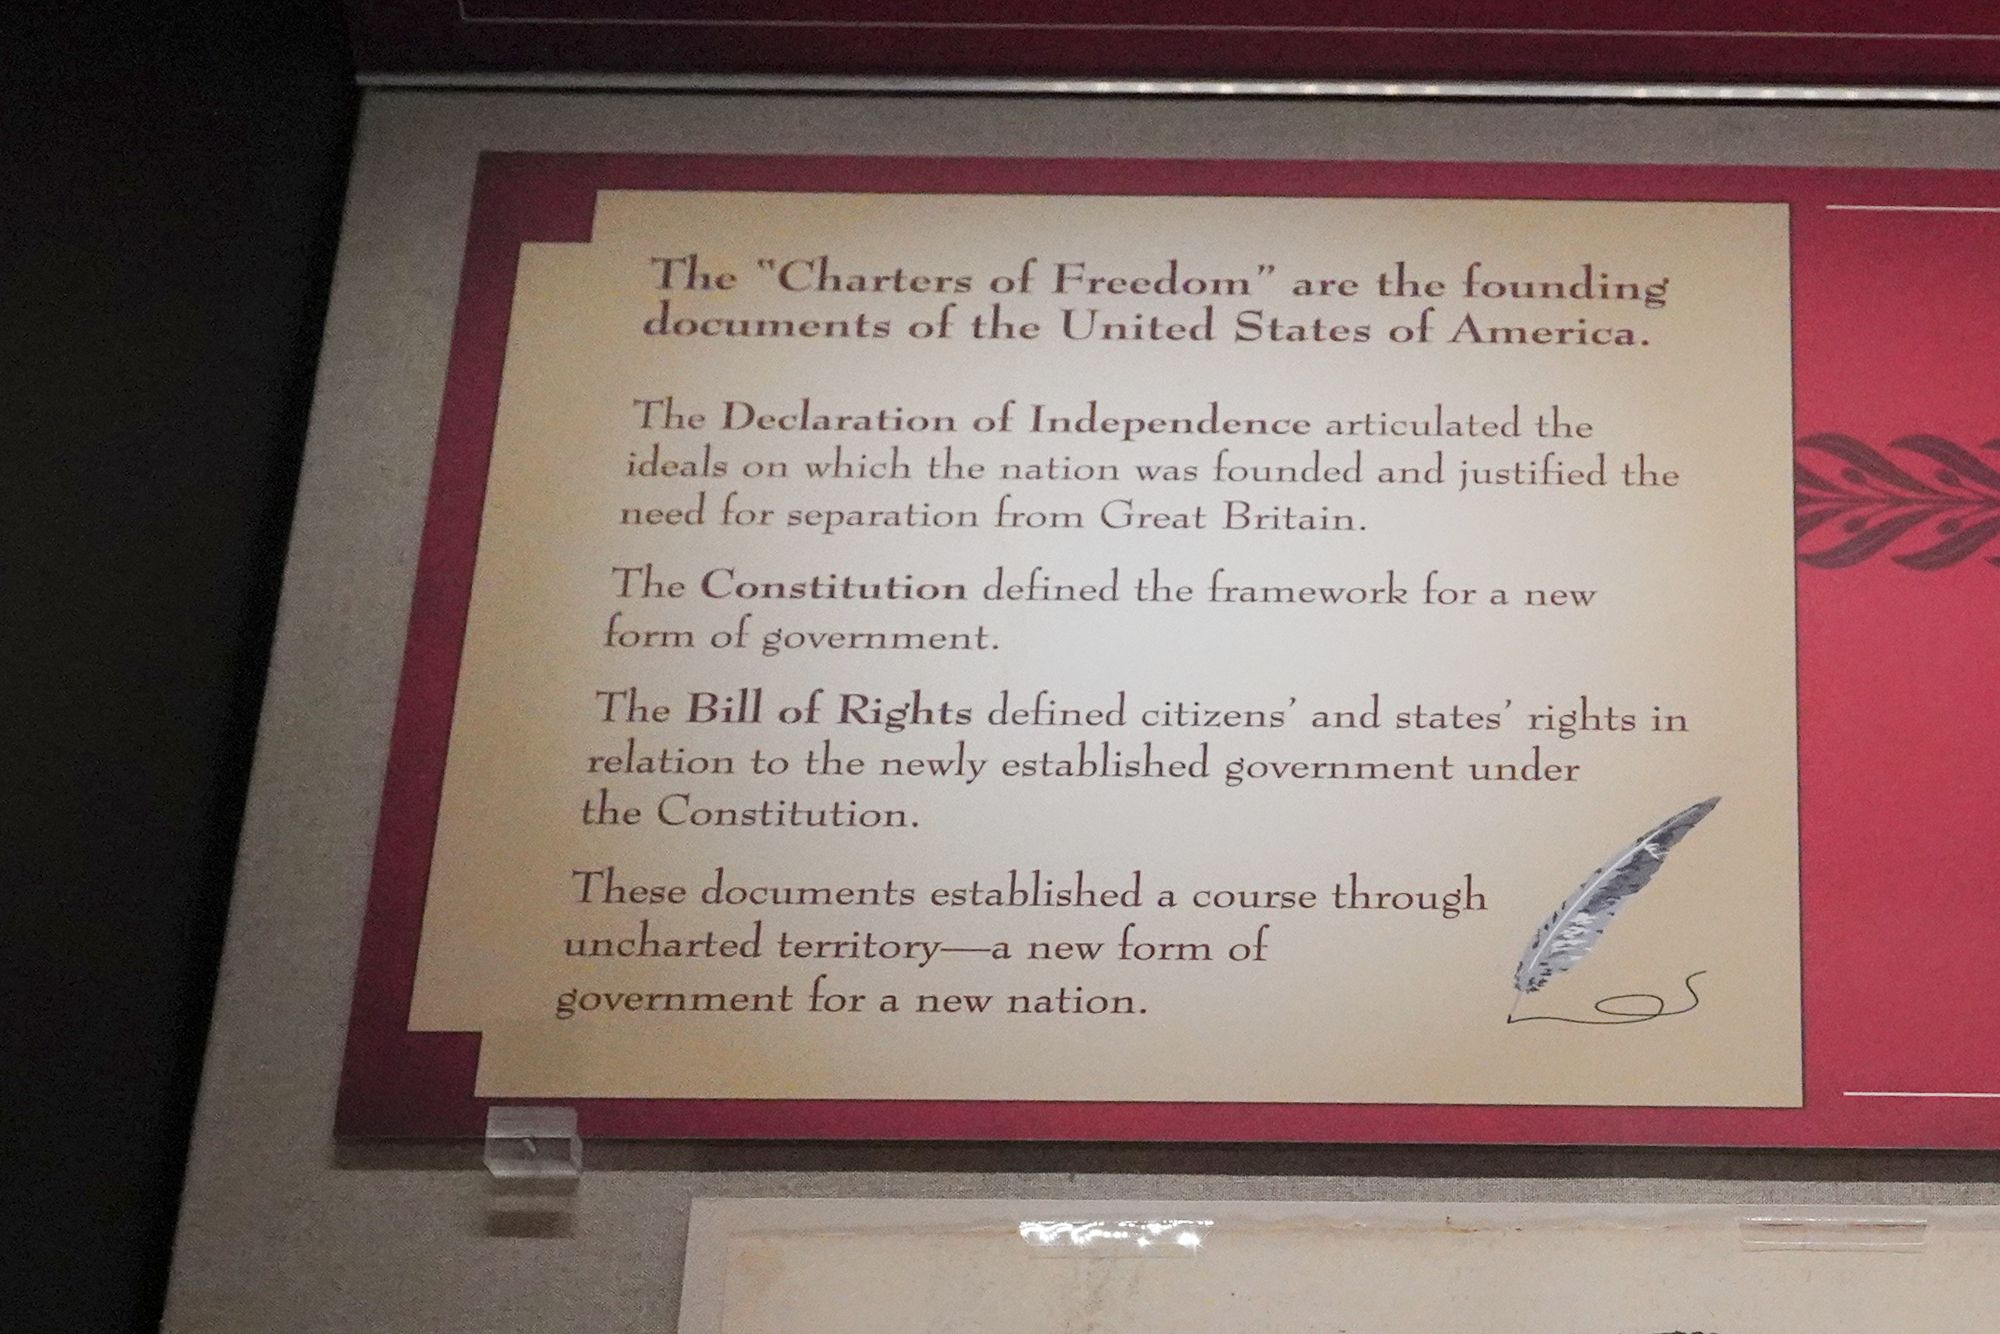 The "Charters of Freedom" are the founding
documents of the United States of America.
The Declaration of Independence articulated the
ideals on which the nation was founded and justified the
need for separation from Great Britain.
The Constitution defined the framework for a new
form of government.
The Bill of Rights defined citizens' and states' rights in
relation to the newly established government under
the Constitution.
These documents established a course through
uncharted territory—a new form of
government for a new nation.